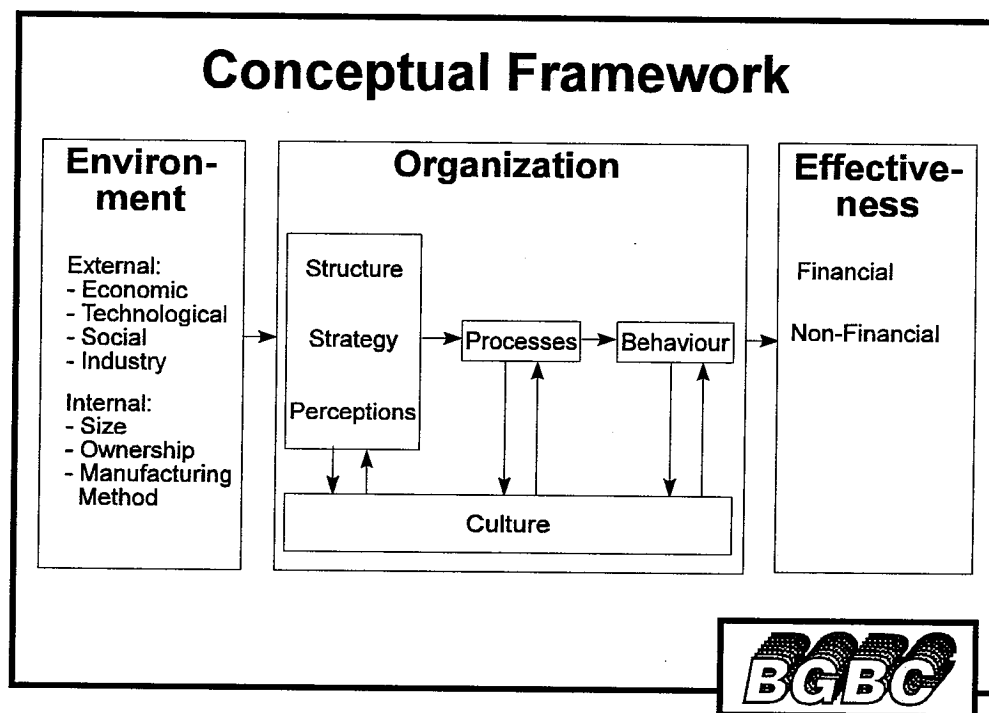 Conceptual Framework
Environ-
ment
External:
- Economic
- Technological
- Social
- Industry
Internal:
- Size
- Ownership
- Manufacturing
Method
Organization
Structure
Strategy
Perceptions
Processes
Behaviour
Culture
Effective-
ness
Financial
Non-Financial
BGBC